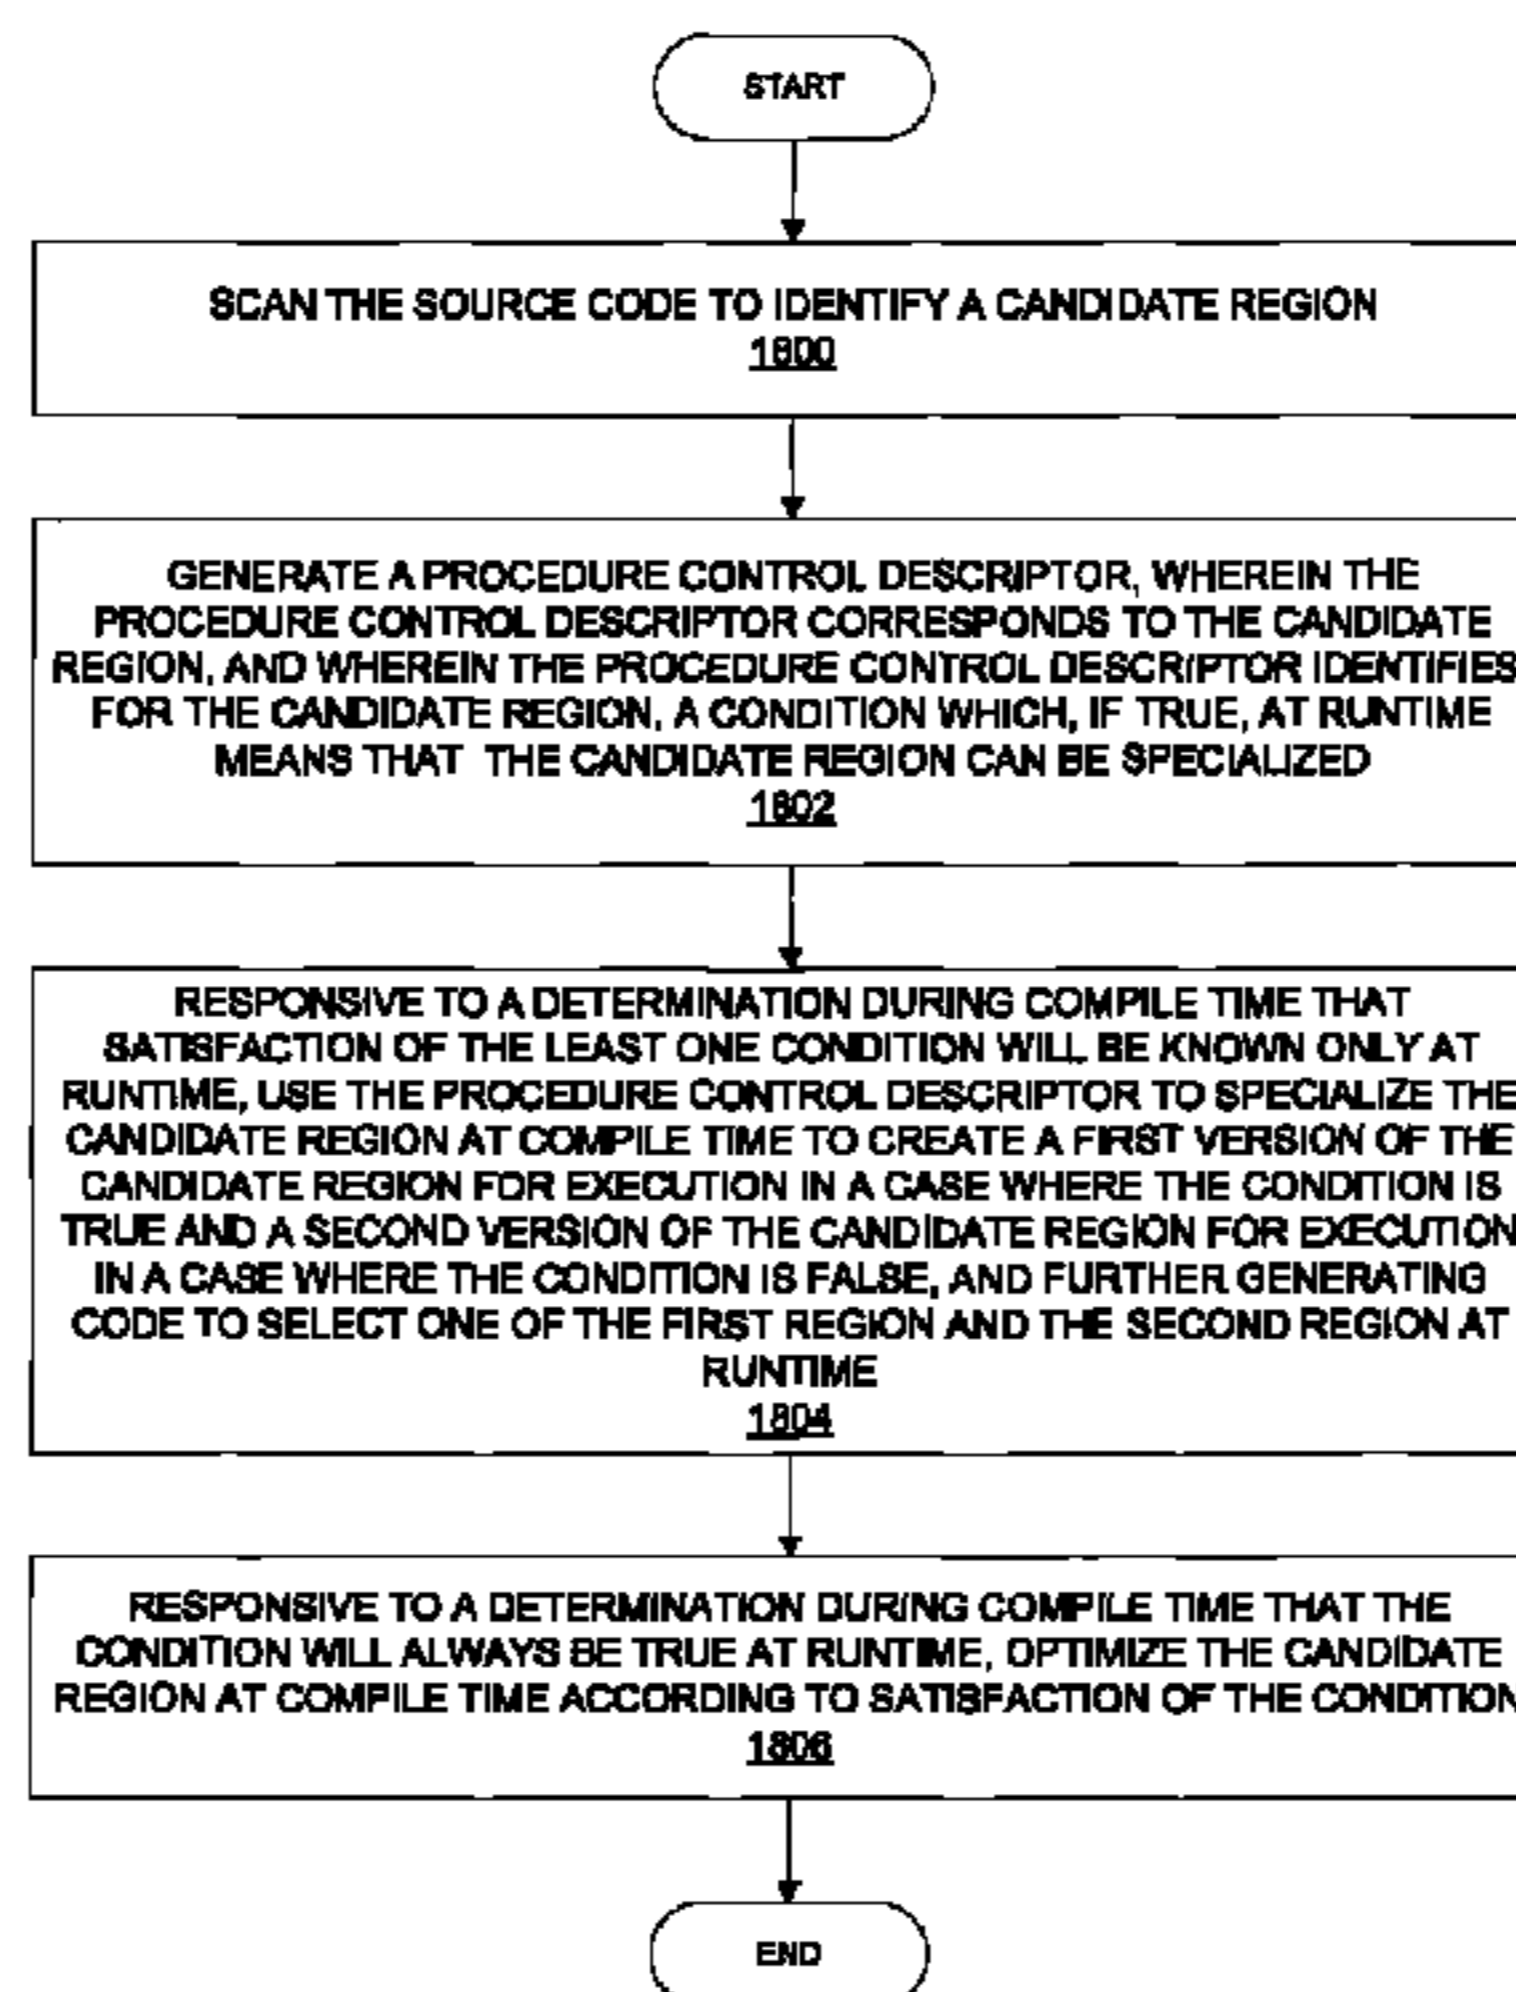 START
SCAN THE SOURCE CODE TO IDENTIFY A CANDIDATE REGION
1800
GENERATE A PROCEDURE CONTROL DESCRIPTOR, WHEREIN THE
PROCEDURE CONTROL DESCRIPTOR CORRESPONDS TO THE CANDIDATE
REGION, AND WHEREIN THE PROCEDURE CONTROL DESCRIPTOR IDENTIFIES
FOR THE CANDIDATE REGION, A CONDITION WHICH, IF TRUE, AT RUNTIME
MEANS THAT THE CANDIDATE REGION CAN BE SPECIALIZED
1802
RESPONSIVE TO A DETERMINATION DURING COMPILE TIME THAT
SATISFACTION OF THE LEAST ONE CONDITION WILL BE KNOWN ONLY AT
RUNTIME, USE THE PROCEDURE CONTROL DESCRIPTOR TO SPECIALIZE THE
CANDIDATE REGION AT COMPILE TIME TO CREATE A FIRST VERSION OF THE
CANDIDATE REGION FOR EXECUTION IN A CASE WHERE THE CONDITION IS
TRUE AND A SECOND VERSION OF THE CANDIDATE REGION FOR EXECUTION
IN A CASE WHERE THE CONDITION IS FALSE, AND FURTHER GENERATING
CODE TO SELECT ONE OF THE FIRST REGION AND THE SECOND REGION AT
RUNTIME
1804
RESPONSIVE TO A DETERMINATION DURING COMPILE TIME THAT THE
CONDITION WILL ALWAYS BE TRUE AT RUNTIME, OPTIMIZE THE CANDIDATE
REGION AT COMPILE TIME ACCORDING TO SATISFACTION OF THE CONDITION
1806
END